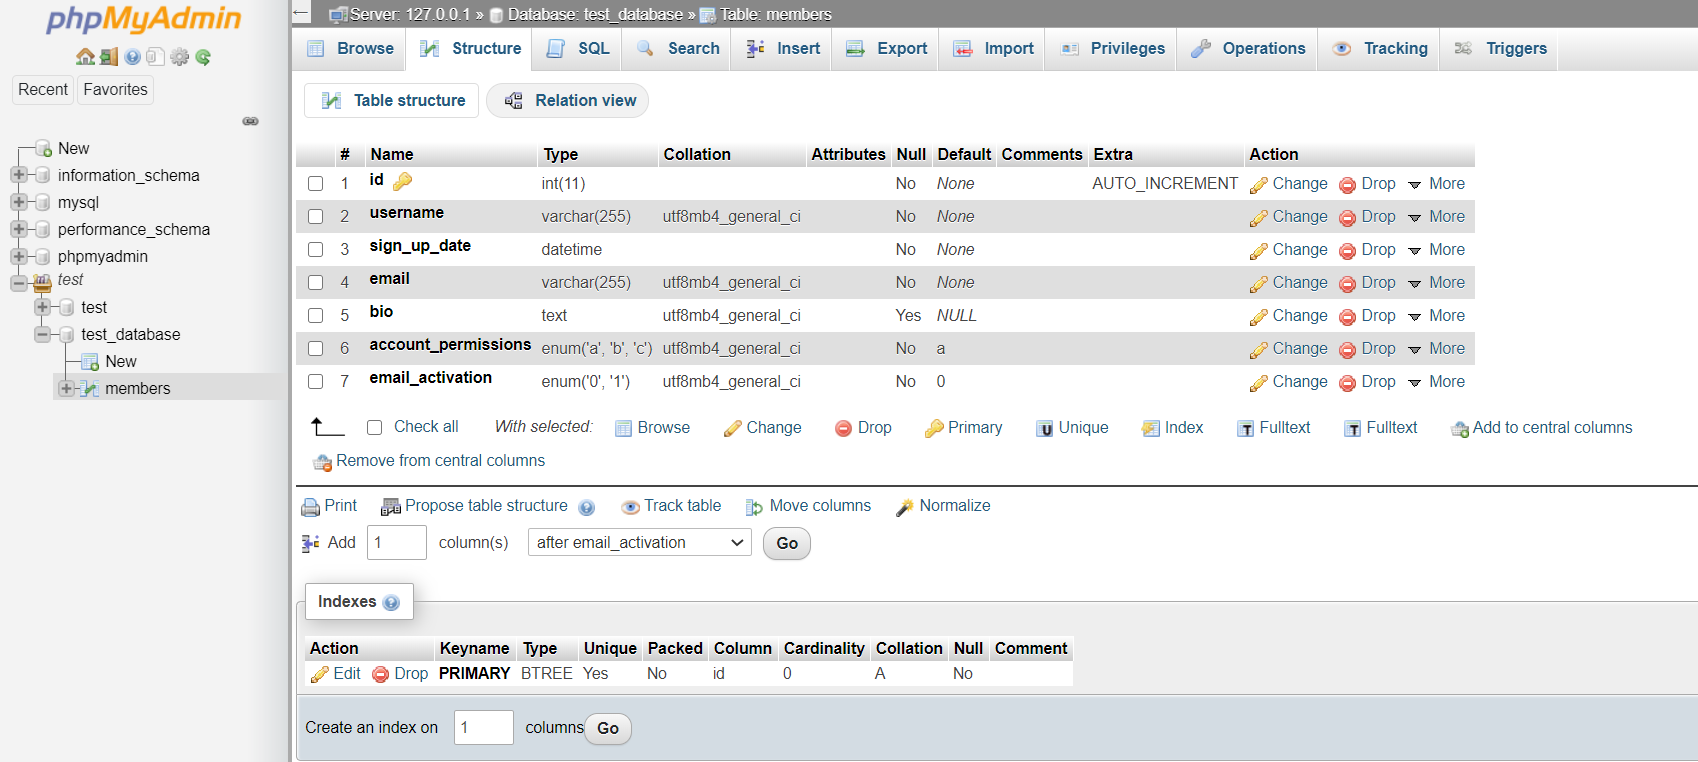 phpMyAdmin
Recent Favorites
New
information_schema
mysql
performance_schema
phpmyadmin
test
test
test_database
New
members
Server: 127.0.0.1 » Database: test_database » Table: members
Browse Structure SQL Search Insert Export Import Privileges Operations Tracking Triggers
Table structure Relation view
# Name Type Collation Attributes Null Default Comments Extra Action
1 id int(11) No None AUTO_INCREMENT Change Drop More
2 username varchar(255) utf8mb4_general_ci No None Change Drop More
3 sign_up_date datetime No None Change Drop More
4 email varchar(255) utf8mb4_general_ci No None Change Drop More
5 bio text utf8mb4_general_ci Yes NULL Change Drop More
6 account_permissions enum('a', 'b', 'c') utf8mb4_general_ci No a Change Drop More
7 email_activation enum('0', '1') utf8mb4_general_ci No 0 Change Drop More
Check all With selected: Browse Change Drop Primary Unique Index Fulltext Fulltext Add to central columns
Remove from central columns
Print Propose table structure Track table Move columns Normalize
Add 1 column(s) after email_activation Go
Indexes
Action Keyname Type Unique Packed Column Cardinality Collation Null Comment
Edit Drop PRIMARY BTREE Yes No id 0 A No
Create an index on 1 columns Go